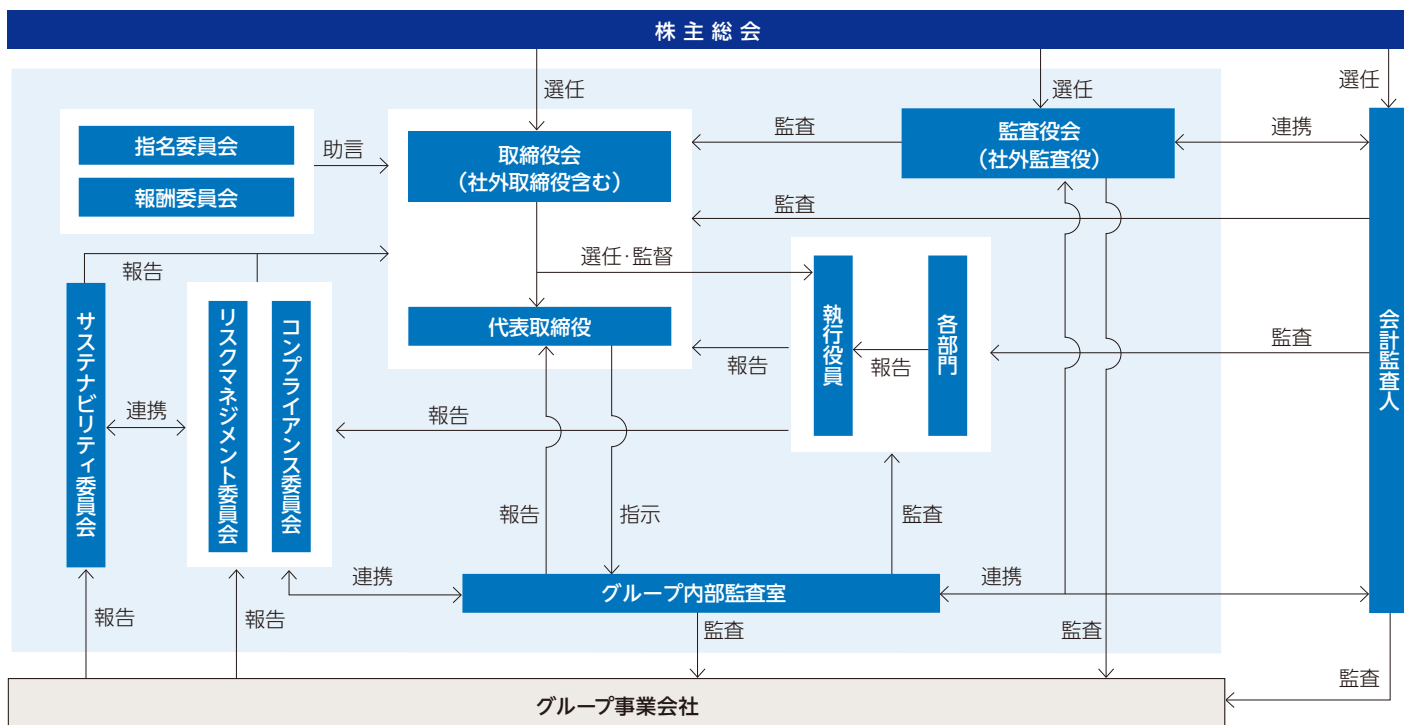 株主総会
選任
選任
選任
指名委員会
報酬委員会
助言
取締役会
（社外取締役含む）
監査
監査役会
（社外監査役）
連携
監査
報告
選任・監督
サステナビリティ委員会
リスクマネジメント委員会
コンプライアンス委員会
代表取締役
執行役員
各部門
報告
報告
監査
会計監査人
連携
報告
報告
指示
監査
連携
グループ内部監査室
連携
報告
報告
監査
監査
監査
グループ事業会社